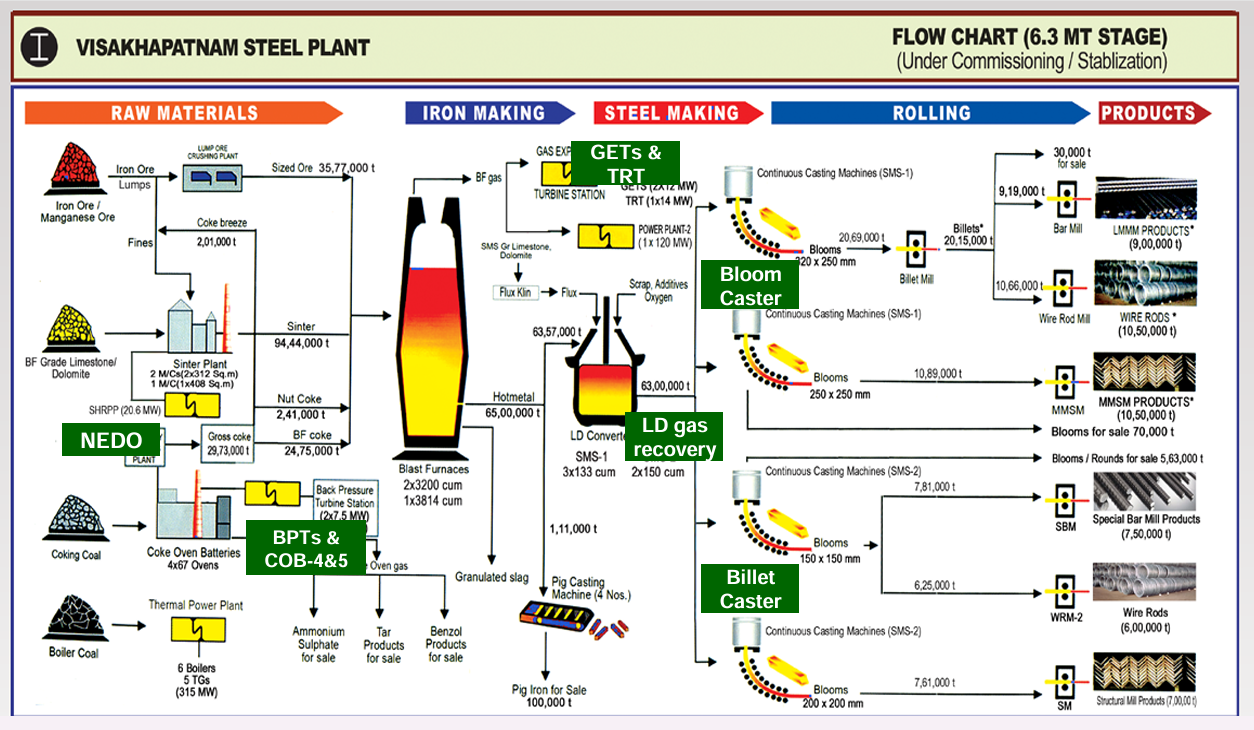 VISAKHAPATNAM STEEL PLANT
FLOW CHART (6.3 MT STAGE)
(Under Commissioning / Stablization)
RAW MATERIALS
IRON MAKING
STEEL MAKING
ROLLING
PRODUCTS
Iron Ore
Lumps
Iron Ore /
Manganese Ore
LUMP ORE
CRUSHING PLANT
Sized Ore 35,77,000 t
Coke breeze
2,01,000 t
Fines
BF Grade Limestone/
Dolomite
Sinter
94,44,000 t
Sinter Plant
2 M/Cs(2x312 Sq.m)
1 M/C(1x408 Sq.m)
SHRPP (20.6 MW)
Nut Coke
2,41,000 t
NEDO
PLANT
Gross coke
29,73,000 t
BF coke
24,75,000 t
Coking Coal
Coke Oven Batteries
4x67 Ovens
Back Pressure
Turbine Station
(2x7.5 MW)
BPTs &
COB-4&5
Oven gas
Boiler Coal
Thermal Power Plant
6 Boilers
5 TGs
(315 MW)
Ammonium
Sulphate
for sale
Tar
Products
for sale
Benzol
Products
for sale
BF gas
GAS EXP
TURBINE STATION
GETs &
TRT
GETS (2X12 MW)
TRT (1x14 MW)
POWER PLANT-2
(1 x 120 MW)
SMS Gr Limestone,
Dolomite
Flux Klin
Flux
Scrap, Additives
Oxygen
63,57,000 t
Hotmetal
65,00,000 t
63,00,000 t
LD gas
recovery
LD Converte
SMS-1
3x133 cum
2x150 cum
Blast Furnaces
2x3200 cum
1x3814 cum
1,11,000 t
Granulated slag
Pig Casting
Machine (4 Nos.)
Pig Iron for Sale
100,000 t
Continuous Casting Machines (SMS-1)
Blooms
320 x 250 mm
20,69,000 t
Billet Mill
Billets*
20,15,000 t
30,000 t
for sale
9,19,000 t
Bar Mill
LMMM PRODUCTS*
(9,00,000 t)
10,66,000 t
Wire Rod Mill
WIRE RODS *
(10,50,000 t)
Bloom
Caster
Continuous Casting Machines (SMS-1)
Blooms
250 x 250 mm
10,89,000 t
MMSM
MMSM PRODUCTS*
(10,50,000 t)
Blooms for sale 70,000 t
Blooms / Rounds for sale 5,63,000 t
Continuous Casting Machines (SMS-2)
Blooms
150 x 150 mm
7,81,000 t
SBM
Special Bar Mill Products
(7,50,000 t)
6,25,000 t
WRM-2
Wire Rods
(6,00,000 t)
Billet
Caster
Continuous Casting Machines (SMS-2)
Blooms
200 x 200 mm
7,61,000 t
SM
Structural Mill Products (7,00,00 t)